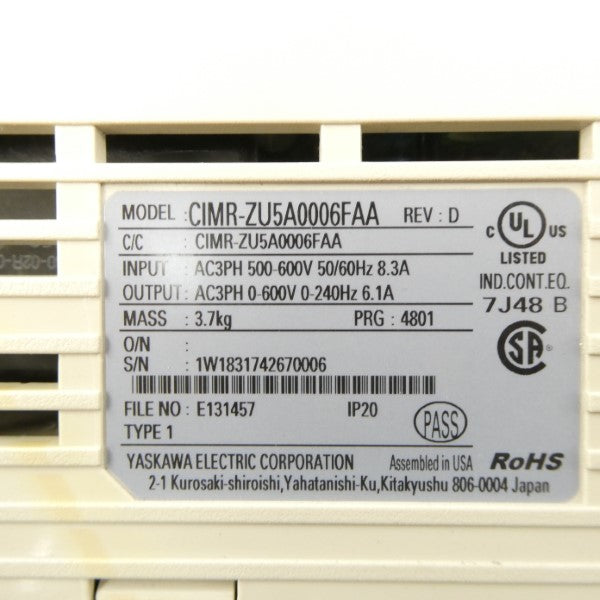 MODEL : CIMR-ZU5A0006FAA REV : D
C/C : CIMR-ZU5A0006FAA
INPUT : AC3PH 500-600V 50/60Hz 8.3A
OUTPUT : AC3PH 0-600V 0-240Hz 6.1A
MASS : 3.7kg PRG : 4801
O/N :
S/N : 1W1831742670006
FILE NO : E131457 IP20
TYPE 1
PASS
YASKAWA ELECTRIC CORPORATION Assembled in USA RoHS
2-1 Kurosaki-shiroishi,Yahatanishi-Ku,Kitakyushu 806-0004 Japan
C UL US
LISTED
IND.CONT.EQ.
7J48 B
SA